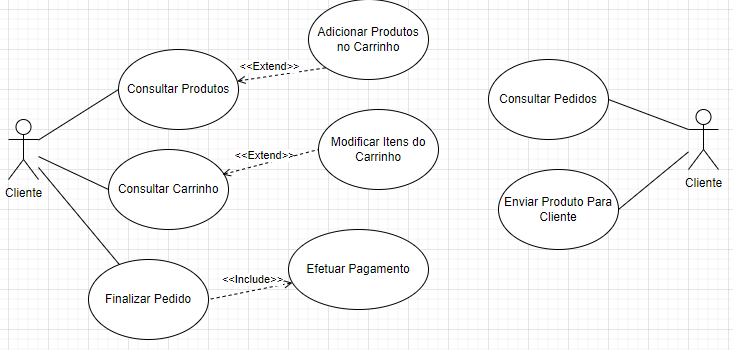 Adicionar Produtos
no Carrinho
<<Extend>>
Consultar Produtos
Consultar Pedidos
Modificar Itens do
Carrinho
<<Extend>>
Consultar Carrinho
Cliente
Cliente
Enviar Produto Para
Cliente
Efetuar Pagamento
<<Include>>
Finalizar Pedido